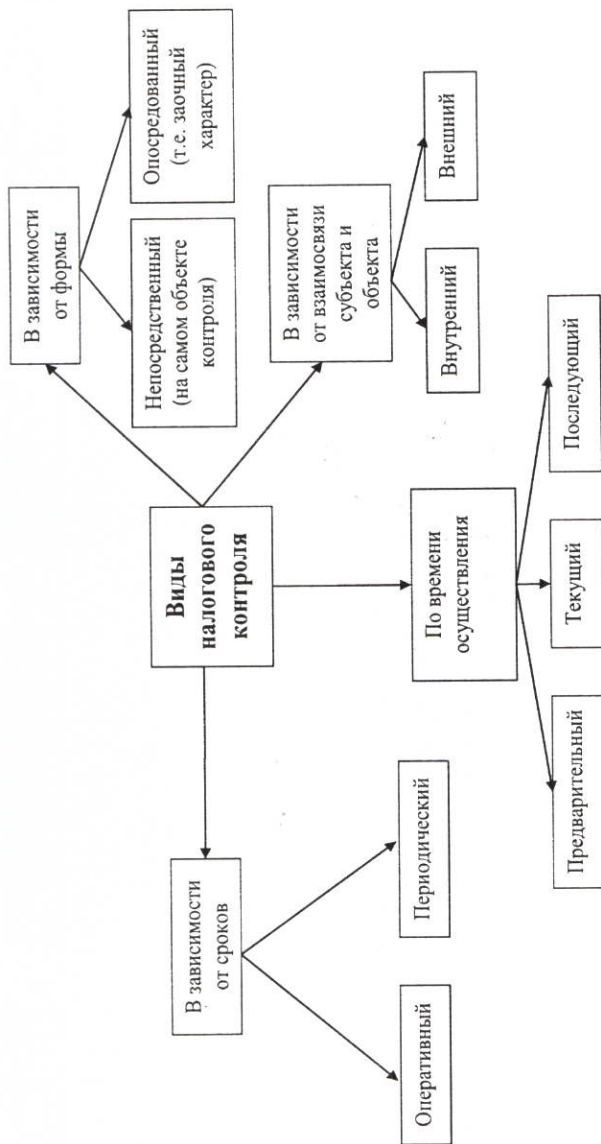 Виды
налогового
контроля
В зависимости
от сроков
Оперативный
Периодический
По времени
осуществления
Предварительный
Текущий
Последующий
В зависимости
от взаимосвязи
субъекта и
объекта
Внутренний
Внешний
В зависимости
от формы
Непосредственный
(на самом объекте
контроля)
Опосредованный
(т.е. заочный
характер)